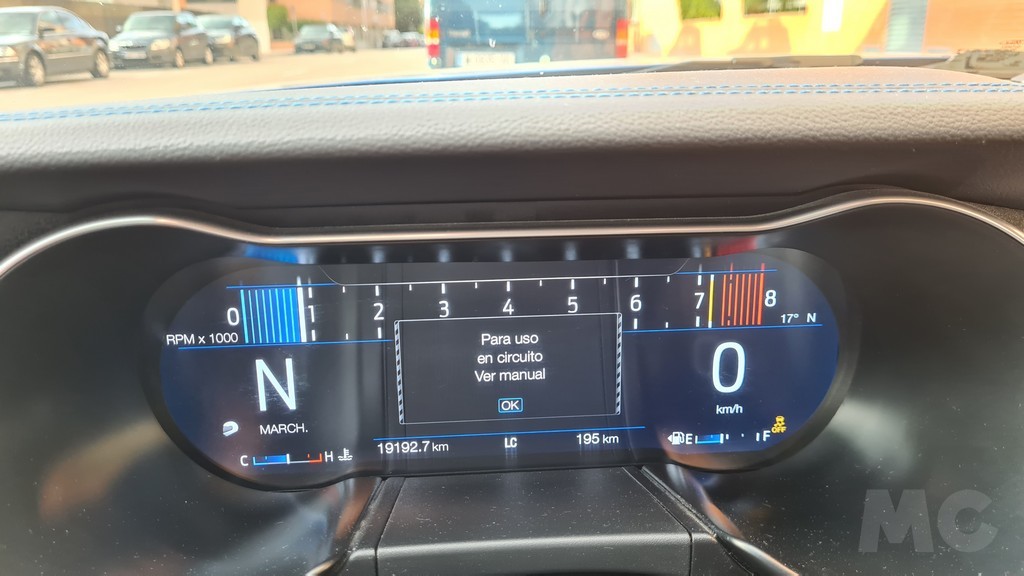 0 1 2 3 4 5 6 7 8
RPM x 1000
17° N
Para uso
en circuito
Ver manual
OK
N
MARCH.
0
km/h
OFF
C H
E F
19192.7 km
LC
195 km
MC